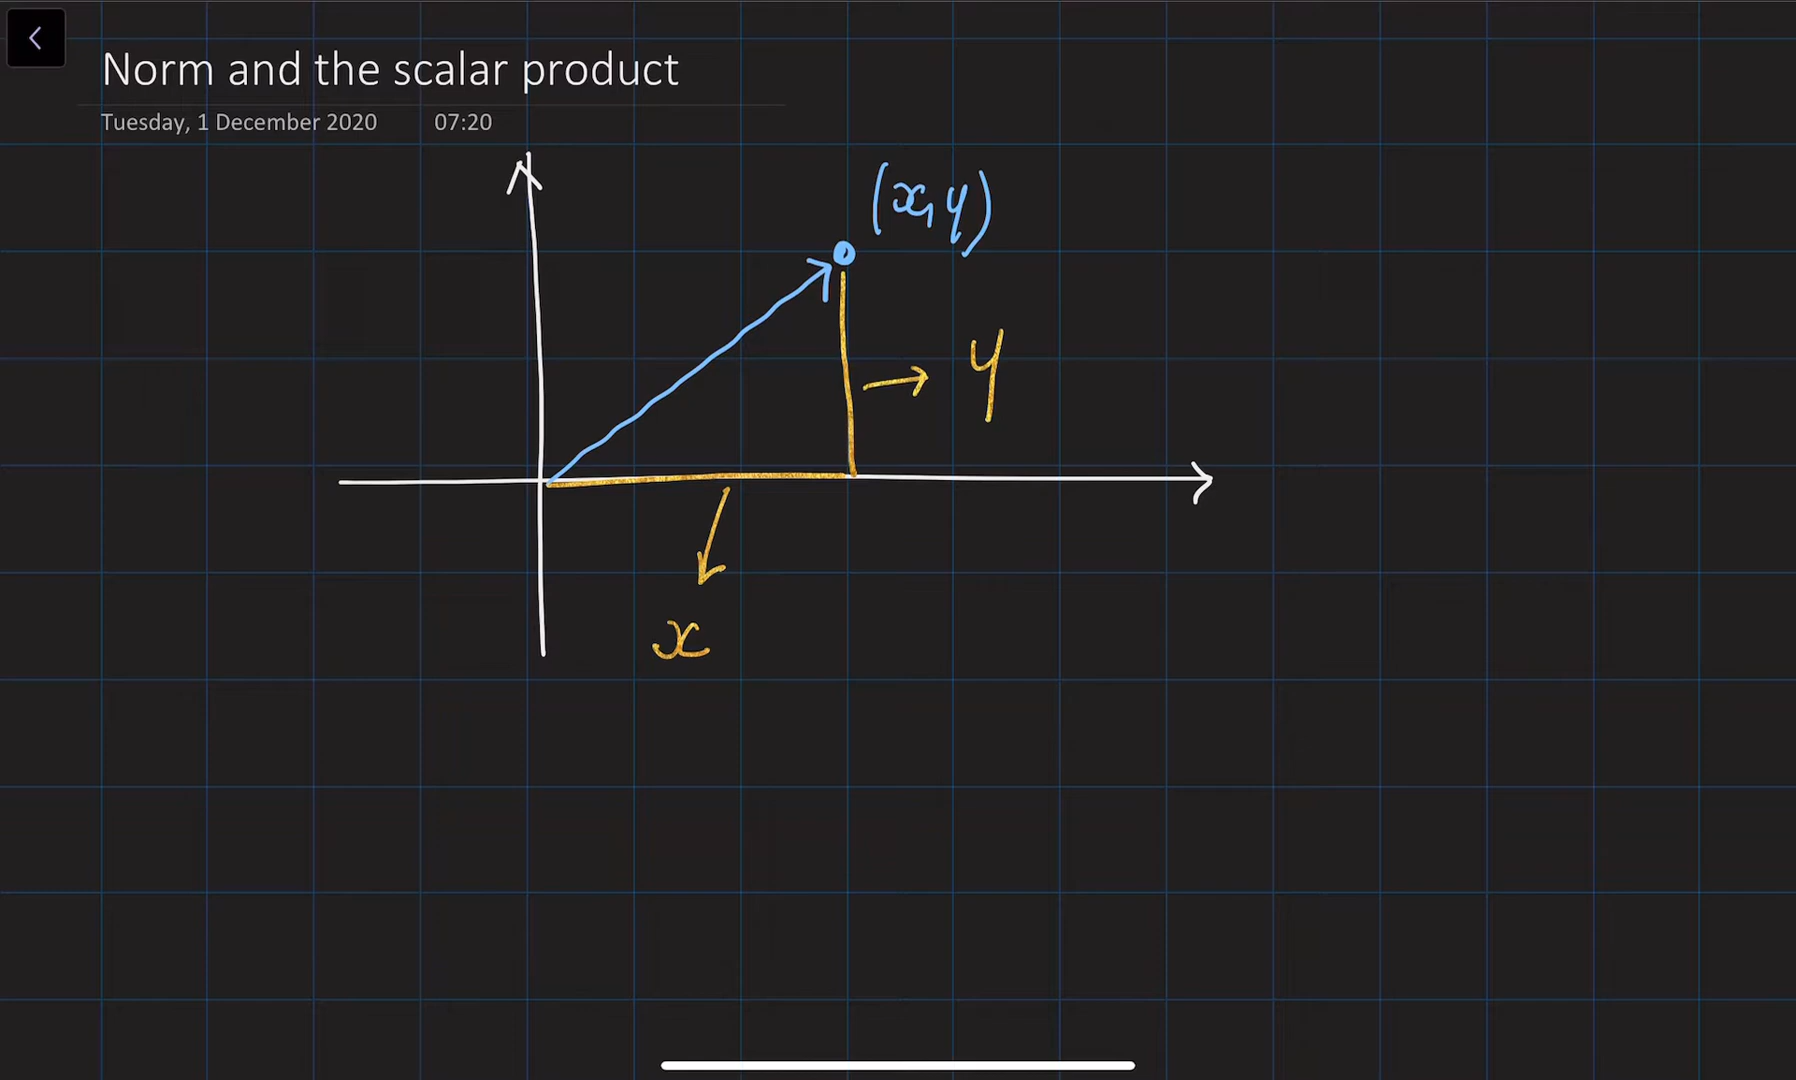 Norm and the scalar product
Tuesday, 1 December 2020 07:20
(x, y)
y
x